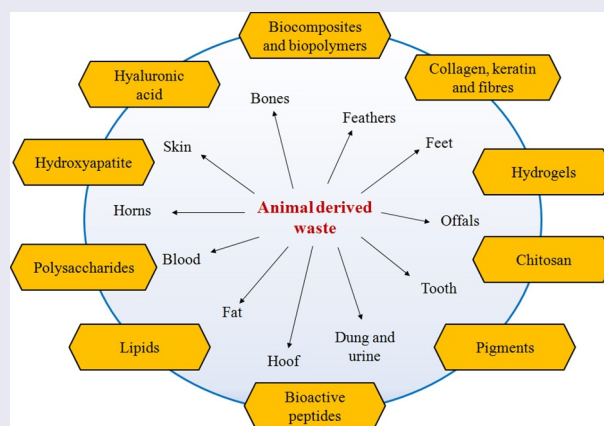 Biocomposites
and biopolymers
Hyaluronic
acid
Collagen, keratin
and fibres
Bones
Feathers
Skin
Feet
Hydroxyapatite
Hydrogels
Horns
Animal derived
waste
Offals
Polysaccharides
Blood
Chitosan
Tooth
Fat
Dung and
urine
Lipids
Hoof
Pigments
Bioactive
peptides